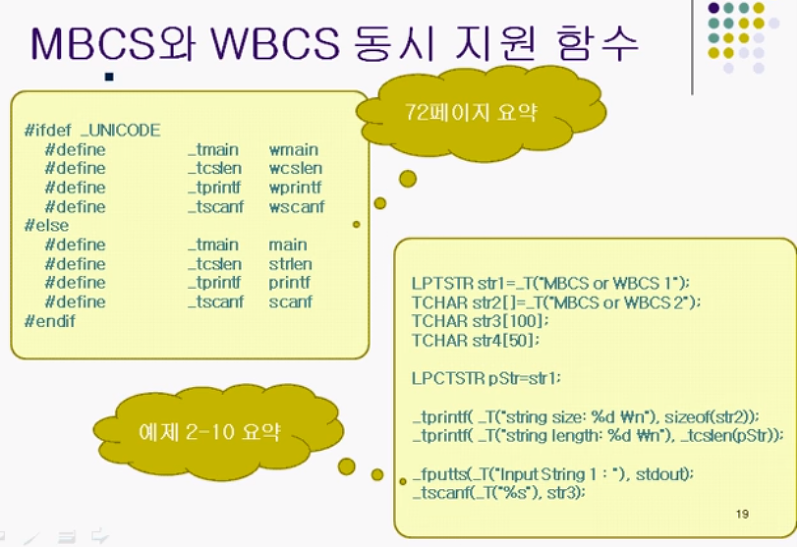 MBCS와 WBCS 동시 지원 함수
72페이지 요약
#ifdef _UNICODE
#define _tmain wmain
#define _tcslen wcslen
#define _tprintf wprintf
#define _tscanf wscanf
#else
#define _tmain main
#define _tcslen strlen
#define _tprintf printf
#define _tscanf scanf
#endif
예제 2-10 요약
LPTSTR str1=_T("MBCS or WBCS 1");
TCHAR str2[]=_T("MBCS or WBCS 2");
TCHAR str3[100];
TCHAR str4[50];
LPCTSTR pStr=str1;
_tprintf( _T("string size: %d ₩n"), sizeof(str2));
_tprintf( _T("string length: %d ₩n"), _tcslen(pStr));
_fputts(_T("Input String 1 : "), stdout);
_tscanf(_T("%s"), str3);
19